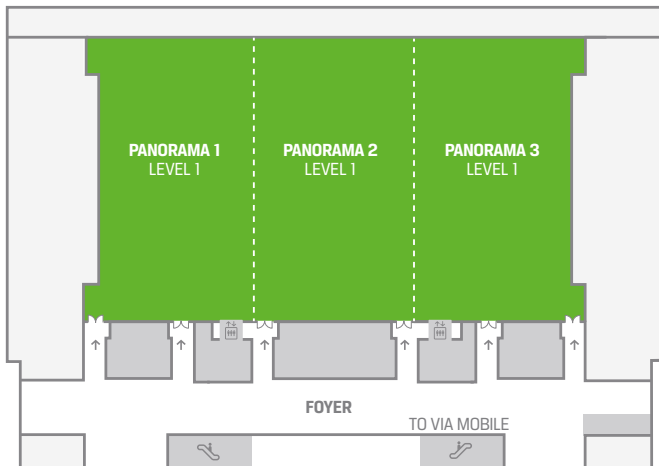 PANORAMA 1
LEVEL 1
PANORAMA 2
LEVEL 1
PANORAMA 3
LEVEL 1
FOYER
TO VIA MOBILE